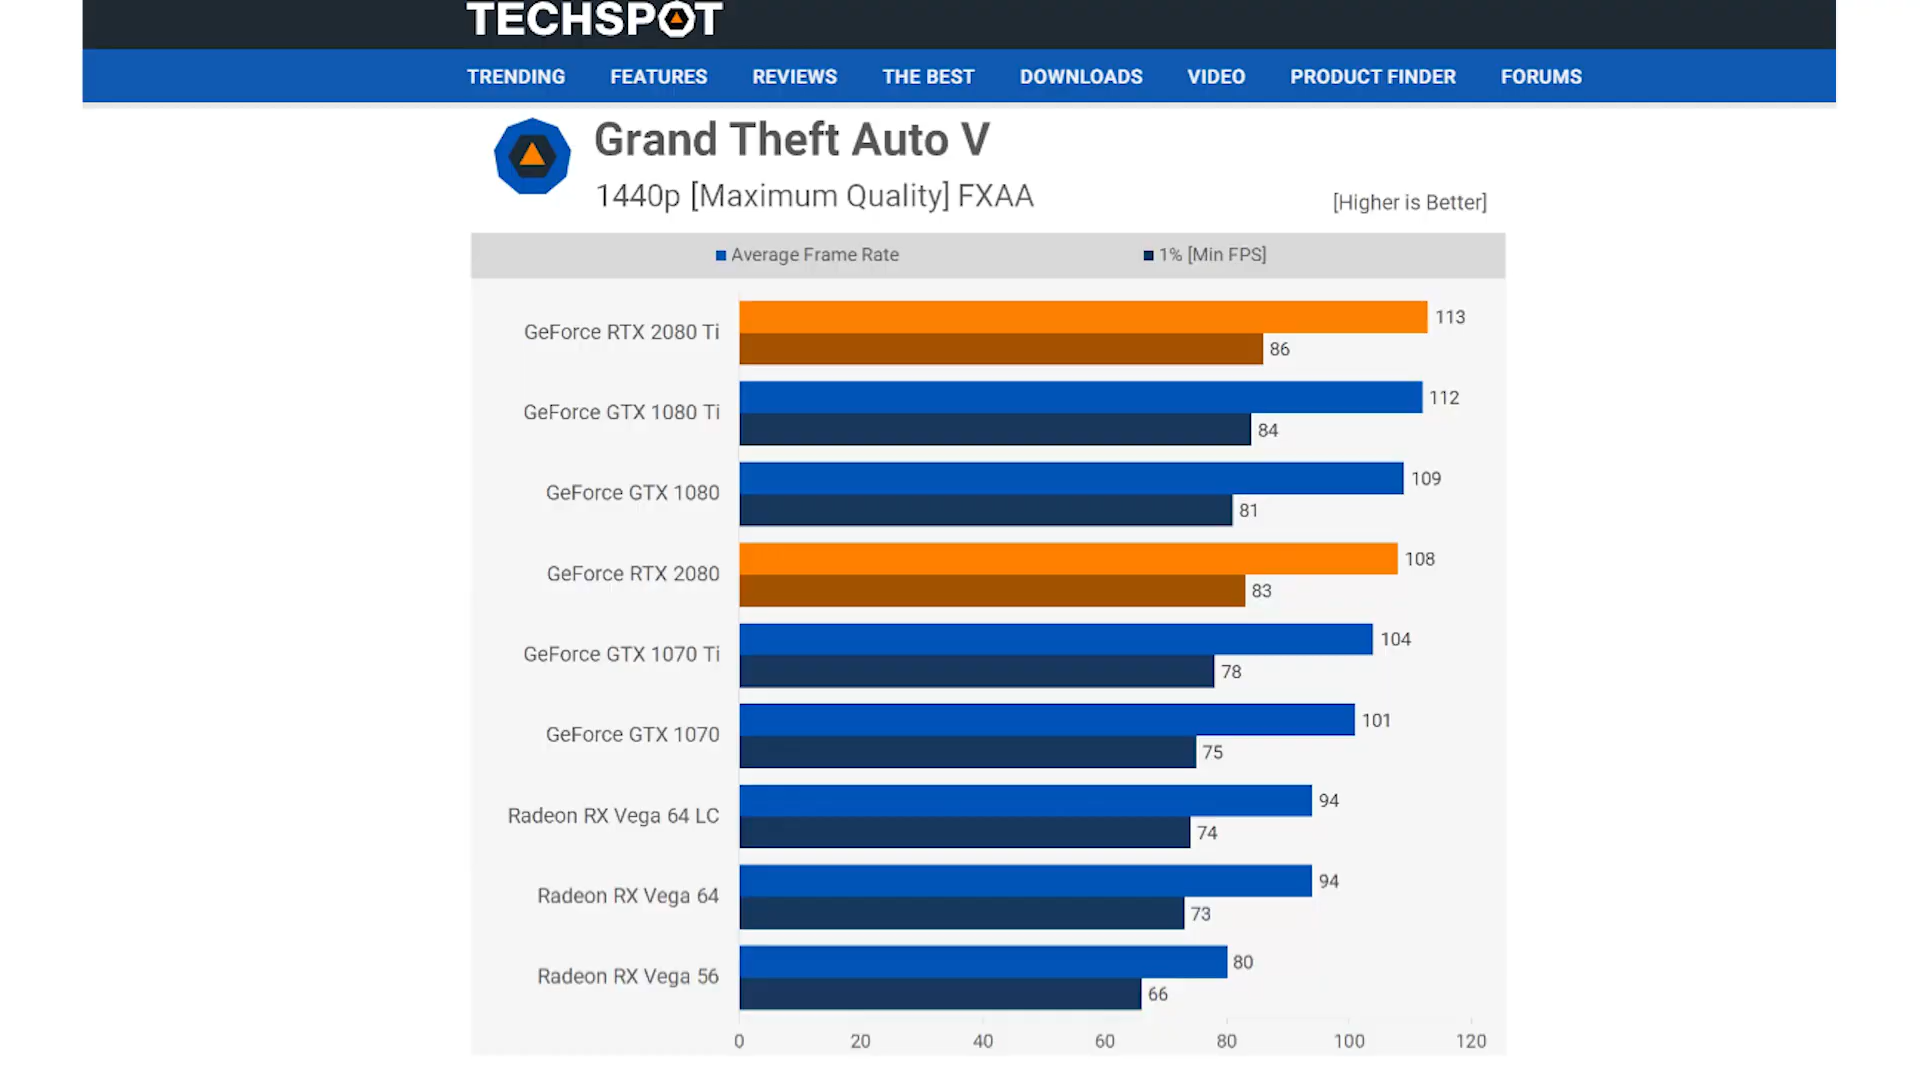 TECHSPOT
TRENDING FEATURES REVIEWS THE BEST DOWNLOADS VIDEO PRODUCT FINDER FORUMS
Grand Theft Auto V
1440p [Maximum Quality] FXAA
[Higher is Better]
Average Frame Rate 1% [Min FPS]
GeForce RTX 2080 Ti 113
86
GeForce GTX 1080 Ti 112
84
GeForce GTX 1080 109
81
GeForce RTX 2080 108
83
GeForce GTX 1070 Ti 104
78
GeForce GTX 1070 101
75
Radeon RX Vega 64 LC 94
74
Radeon RX Vega 64 94
73
Radeon RX Vega 56 80
66
0 20 40 60 80 100 120